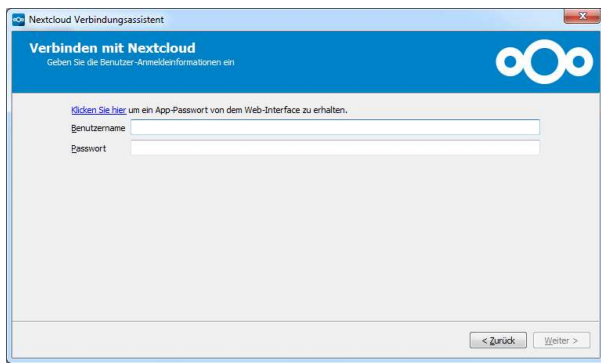 Nextcloud Verbindungsassistent
Verbinden mit Nextcloud
Geben Sie die Benutzer-Anmeldeinformationen ein
Klicken Sie hier um ein App-Passwort von dem Web-Interface zu erhalten.
Benutzername
Passwort
< Zurück Weiter >